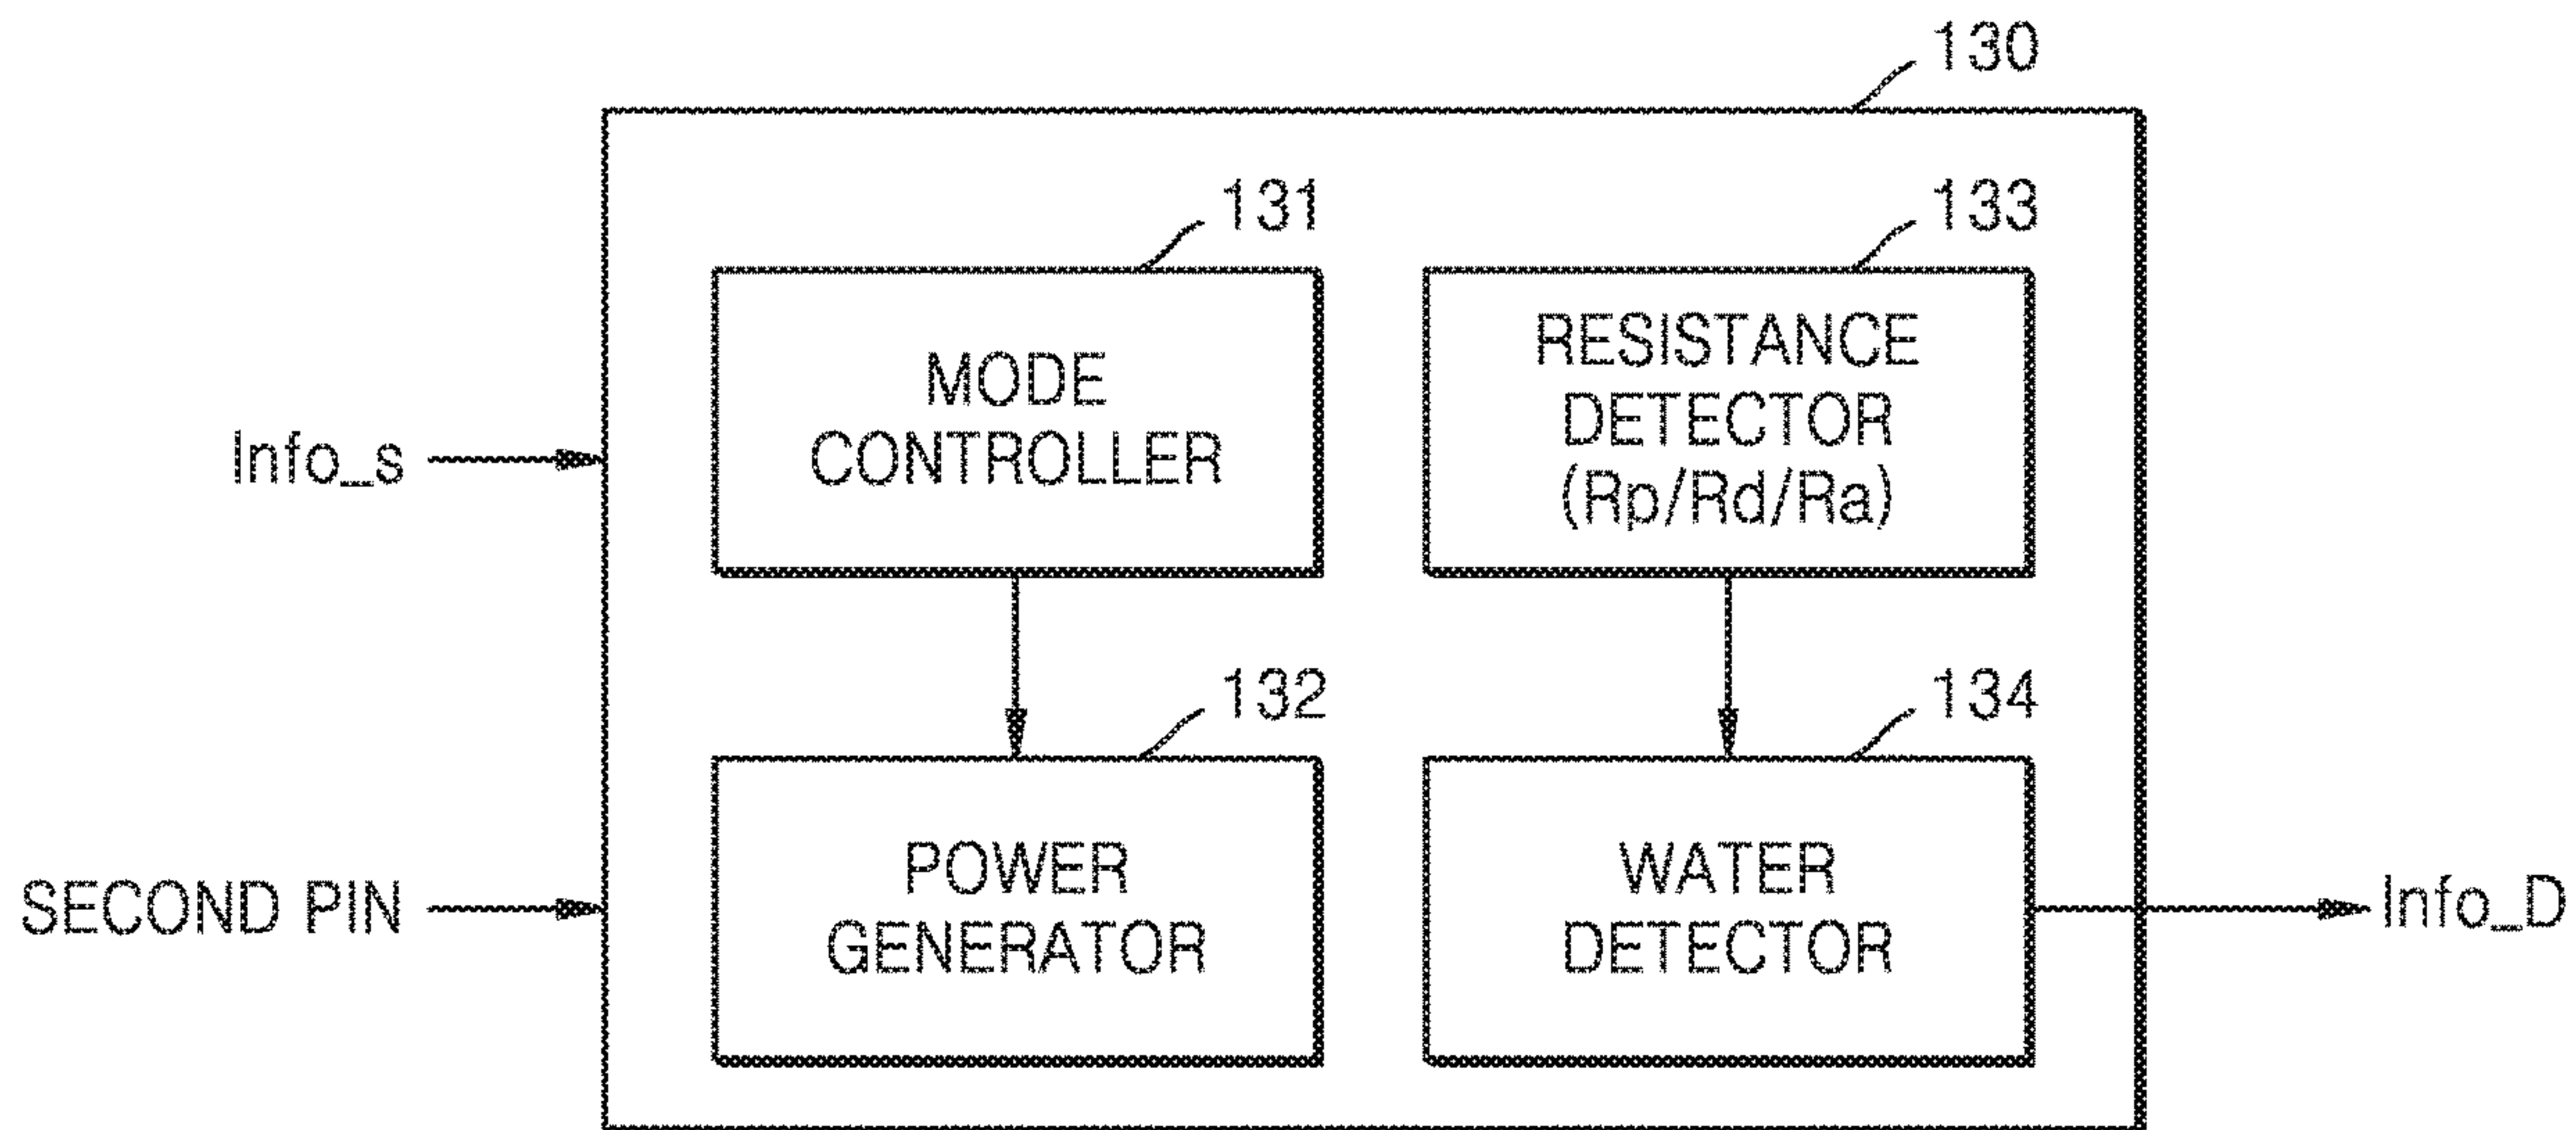 130
131
133
MODE
CONTROLLER
RESISTANCE
DETECTOR
(Rp/Rd/Ra)
Info_s
132
134
POWER
GENERATOR
WATER
DETECTOR
SECOND PIN
Info_D